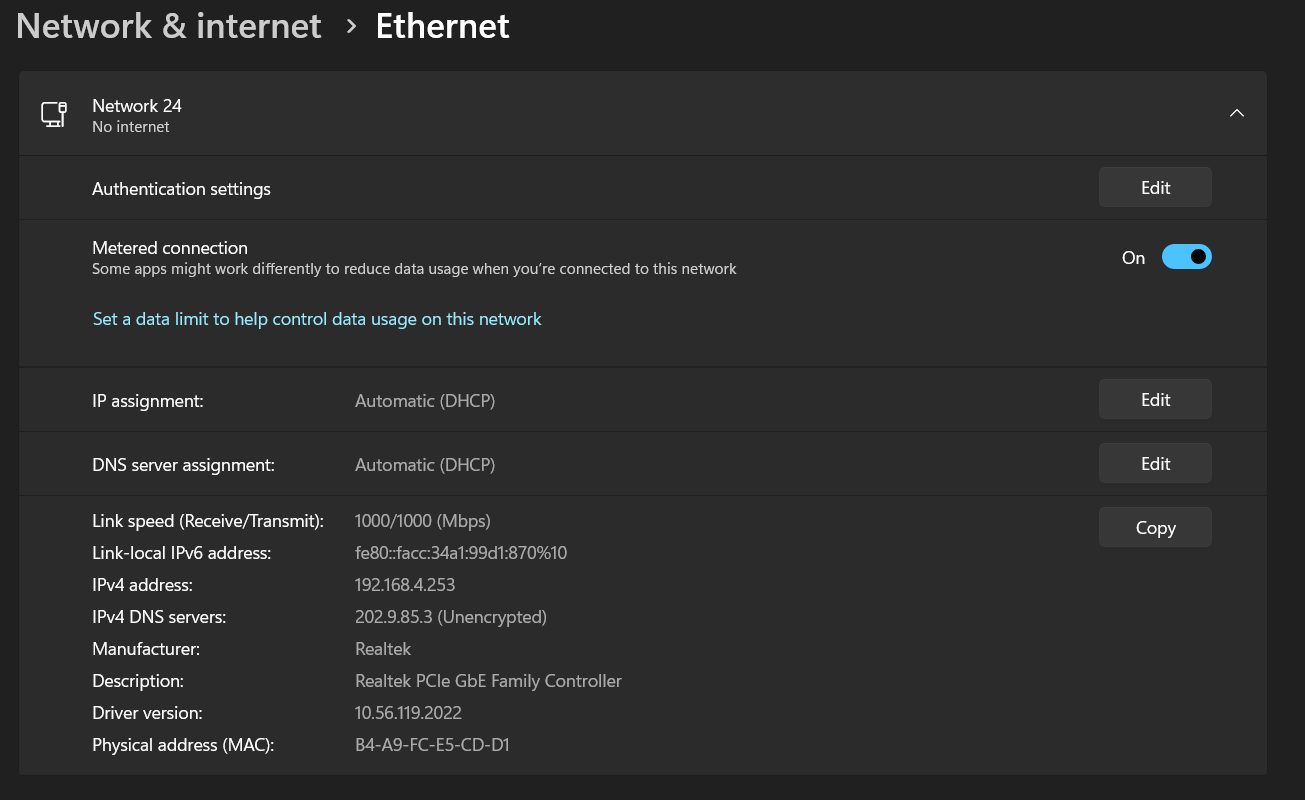 Network & internet > Ethernet
Network 24
No internet
Authentication settings Edit
Metered connection
Some apps might work differently to reduce data usage when you're connected to this network
On
Set a data limit to help control data usage on this network
IP assignment: Automatic (DHCP) Edit
DNS server assignment: Automatic (DHCP) Edit
Link speed (Receive/Transmit): 1000/1000 (Mbps) Copy
Link-local IPv6 address: fe80::facc:34a1:99d1:870%10
IPv4 address: 192.168.4.253
IPv4 DNS servers: 202.9.85.3 (Unencrypted)
Manufacturer: Realtek
Description: Realtek PCIe GbE Family Controller
Driver version: 10.56.119.2022
Physical address (MAC): B4-A9-FC-E5-CD-D1